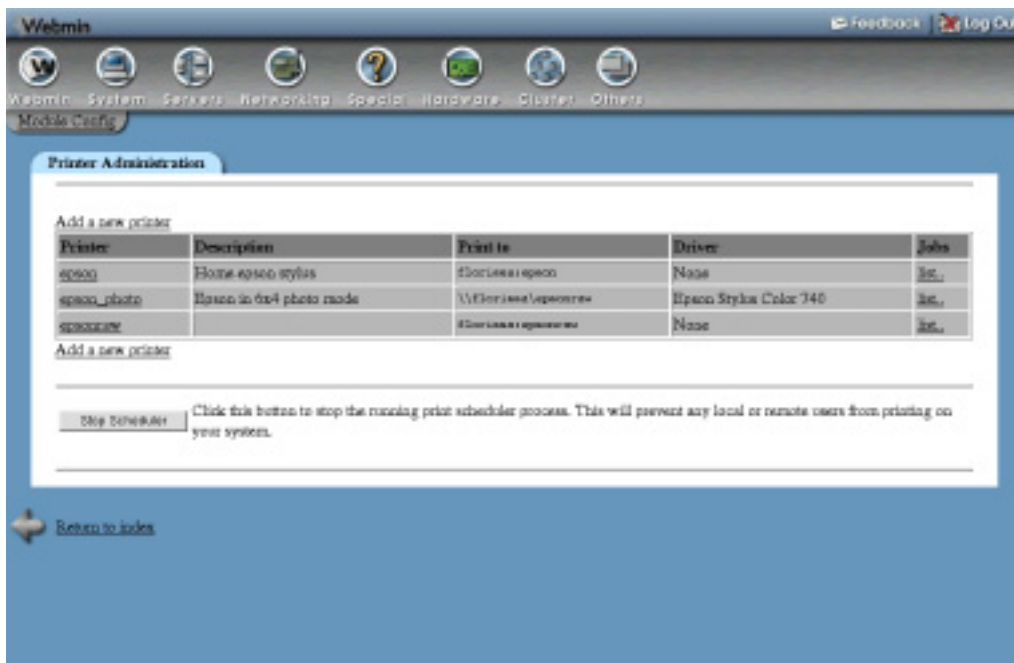 Webmin
Feedback Log Ou
Webmin System Servers Networking Special Hardware Cluster Others
Module Config
Printer Administration
Add a new printer
Printer Description Print to Driver Jobs
epson Home epson stylus None list..
epson_photo Epson in 6x4 photo mode Epson Stylus Color 740 list..
epsonraw None list..
Add a new printer
Stop Scheduler Click this button to stop the running print scheduler process. This will prevent any local or remote users from printing on
your system.
Return to index